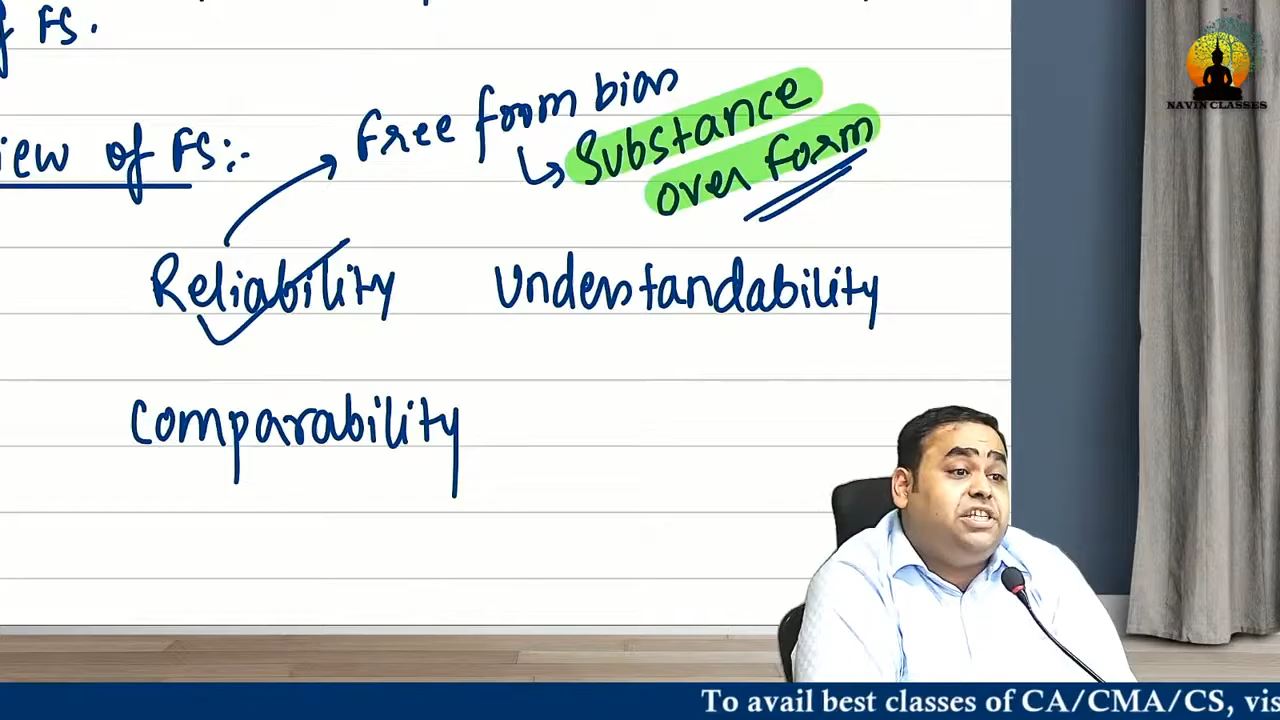 of FS.
Free from bias
Substance
over form
iew of FS:-
Reliability
Understandability
Comparability
NAVIN CLASSES
To avail best classes of CA/CMA/CS, vis